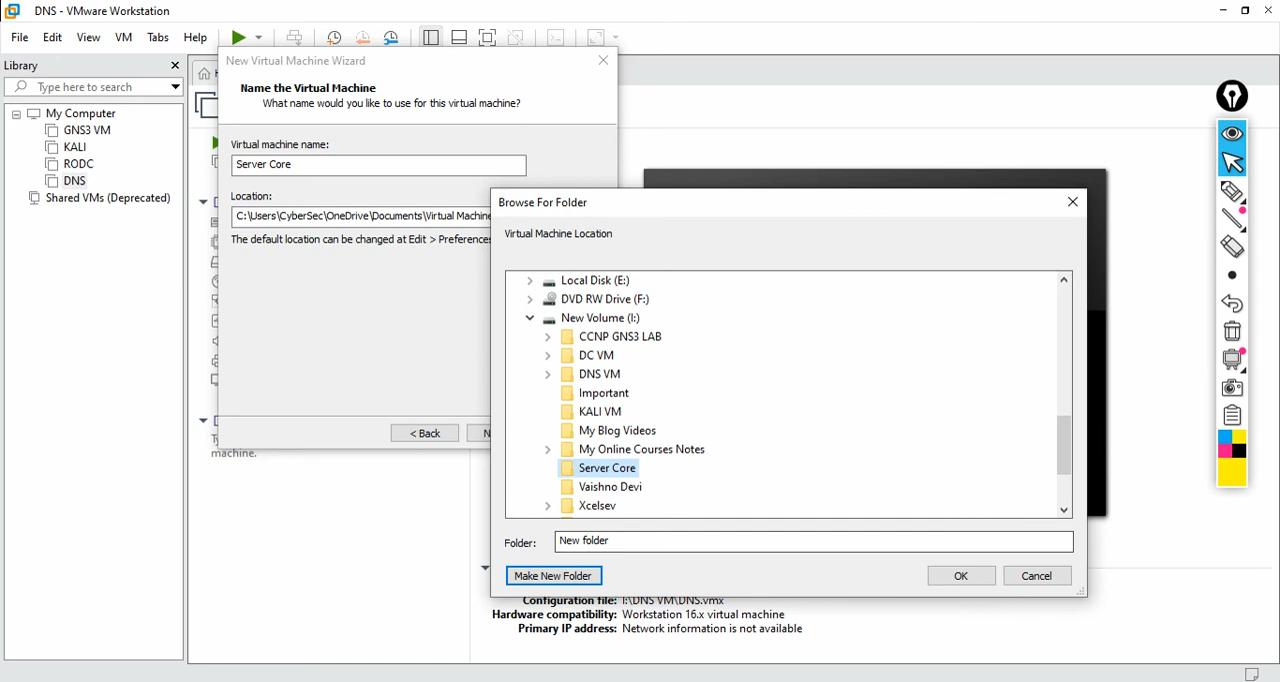 DNS - VMware Workstation
File Edit View VM Tabs Help
Library
Type here to search
My Computer
GNS3 VM
KALI
RODC
DNS
Shared VMs (Deprecated)
New Virtual Machine Wizard
Name the Virtual Machine
What name would you like to use for this virtual machine?
Virtual machine name:
Server Core
Location:
C:\Users\CyberSec\OneDrive\Documents\Virtual Machine
The default location can be changed at Edit > Preferences
< Back
N
machine.
Browse For Folder
Virtual Machine Location
Local Disk (E:)
DVD RW Drive (F:)
New Volume (I:)
CCNP GNS3 LAB
DC VM
DNS VM
Important
KALI VM
My Blog Videos
My Online Courses Notes
Server Core
Vaishno Devi
Xcelsev
Folder: New folder
Make New Folder OK Cancel
Configuration file: I:\DNS VM\DNS.vmx
Hardware compatibility: Workstation 16.x virtual machine
Primary IP address: Network information is not available